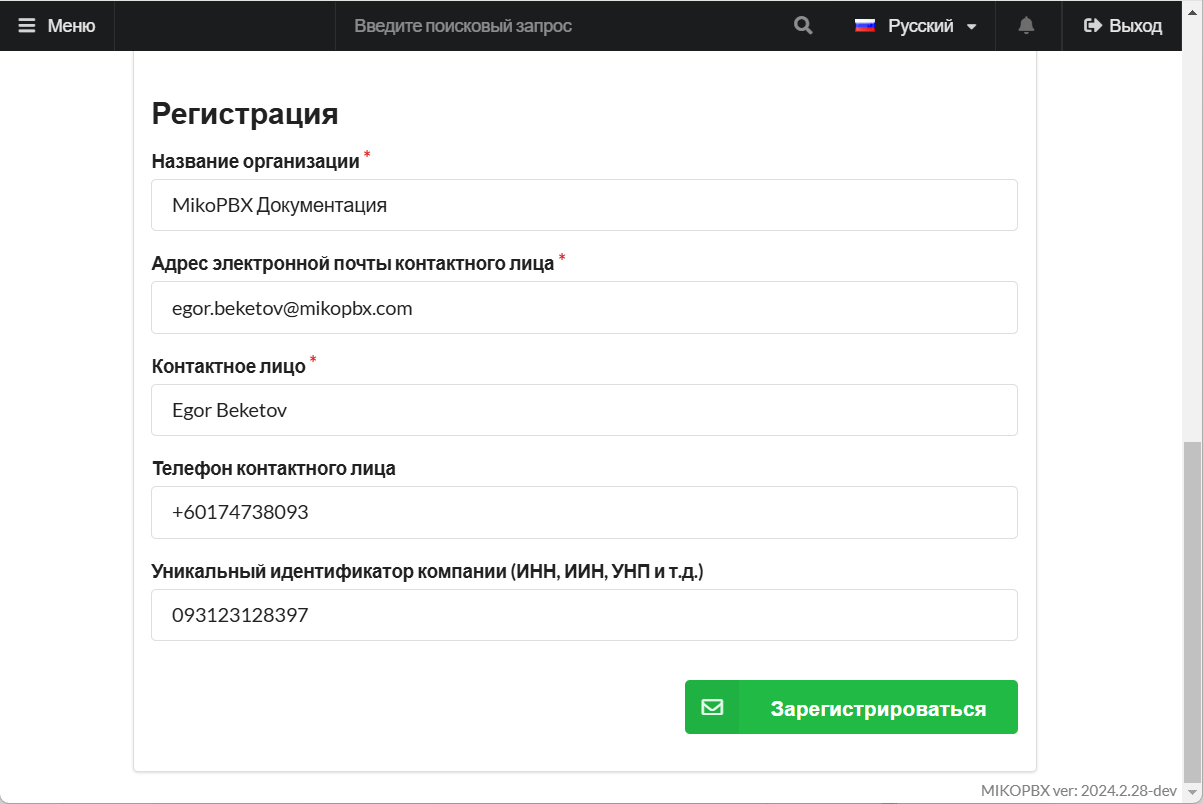 Меню
Введите поисковый запрос
Русский
Выход
Регистрация
Название организации *
MikoPBX Документация
Адрес электронной почты контактного лица *
egor.beketov@mikopbx.com
Контактное лицо *
Egor Beketov
Телефон контактного лица
+60174738093
Уникальный идентификатор компании (ИНН, ИИН, УНП и т.д.)
093123128397
Зарегистрироваться
MIKOPBX ver: 2024.2.28-dev